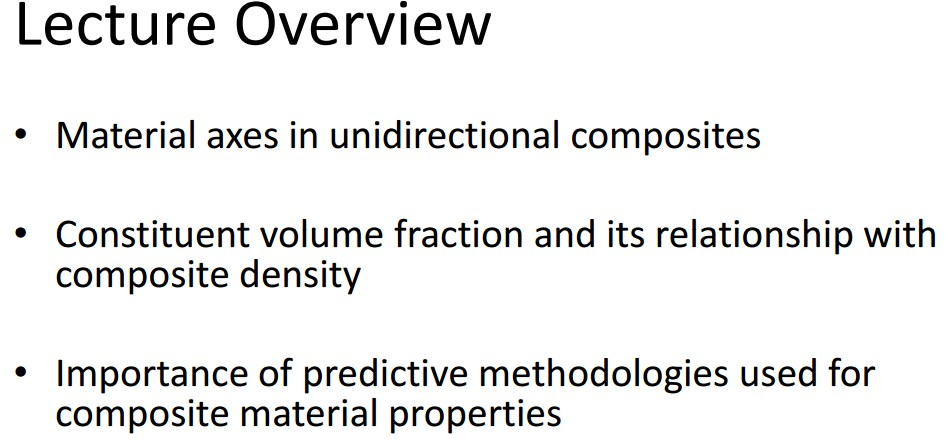 Lecture Overview
• Material axes in unidirectional composites
• Constituent volume fraction and its relationship with
composite density
• Importance of predictive methodologies used for
composite material properties